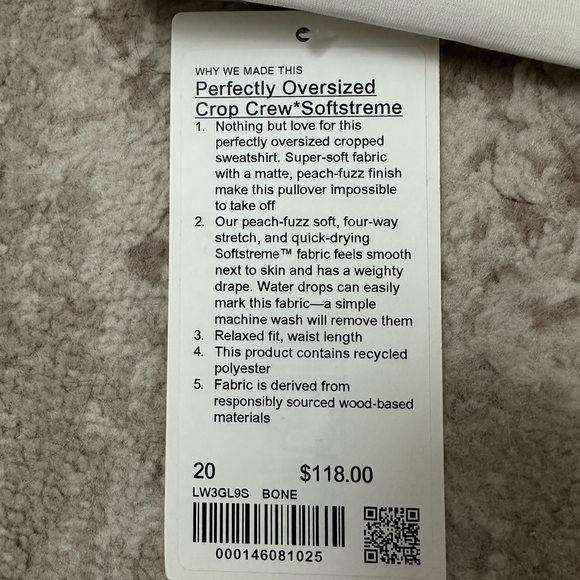 WHY WE MADE THIS
Perfectly Oversized
Crop Crew*Softstreme
1. Nothing but love for this
perfectly oversized cropped
sweatshirt. Super-soft fabric
with a matte, peach-fuzz finish
make this pullover impossible
to take off
2. Our peach-fuzz soft, four-way
stretch, and quick-drying
Softstreme™ fabric feels smooth
next to skin and has a weighty
drape. Water drops can easily
mark this fabric—a simple
machine wash will remove them
3. Relaxed fit, waist length
4. This product contains recycled
polyester
5. Fabric is derived from
responsibly sourced wood-based
materials
20 $118.00
LW3GL9S BONE
000146081025